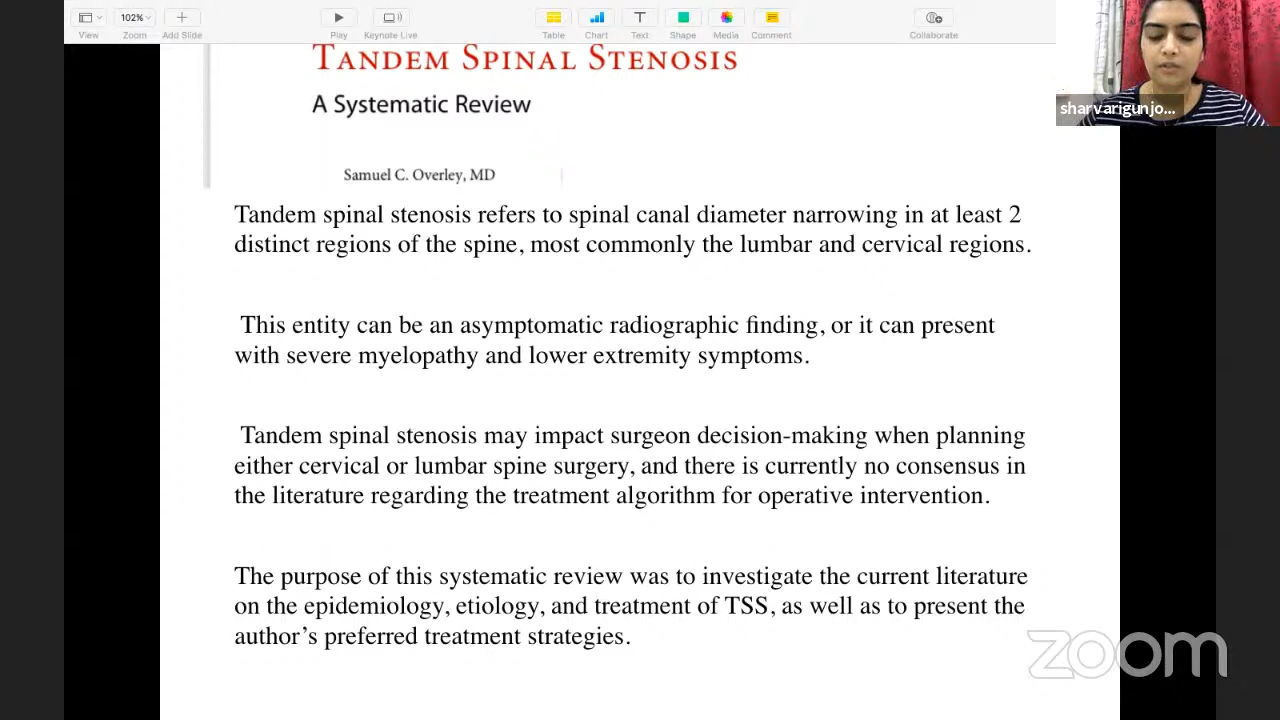 102%
View
Zoom
Add Slide
Play
Keynote Live
Table
Chart
Text
Shape
Media
Comment
Collaborate
TANDEM SPINAL STENOSIS
A Systematic Review
Samuel C. Overley, MD
sharvarigunjo...
Tandem spinal stenosis refers to spinal canal diameter narrowing in at least 2
distinct regions of the spine, most commonly the lumbar and cervical regions.
This entity can be an asymptomatic radiographic finding, or it can present
with severe myelopathy and lower extremity symptoms.
Tandem spinal stenosis may impact surgeon decision-making when planning
either cervical or lumbar spine surgery, and there is currently no consensus in
the literature regarding the treatment algorithm for operative intervention.
The purpose of this systematic review was to investigate the current literature
on the epidemiology, etiology, and treatment of TSS, as well as to present the
author’s preferred treatment strategies.
zoom